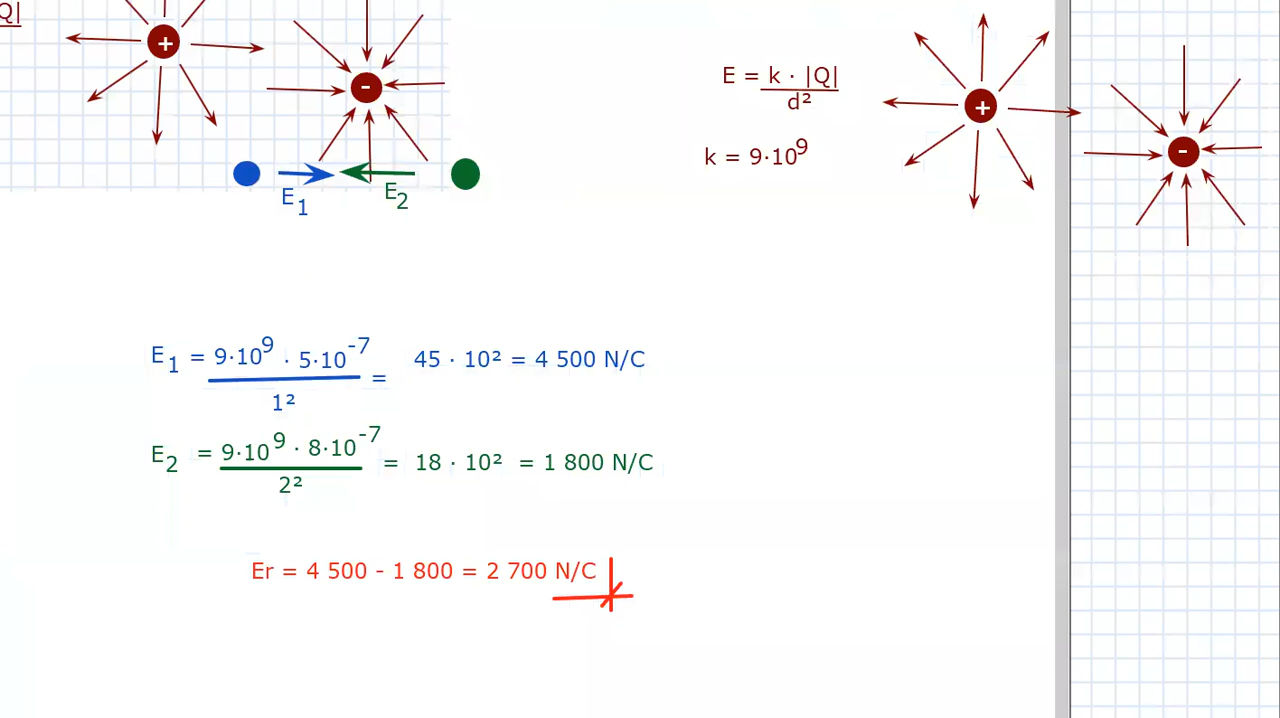 Q|
+
-
E = k · |Q|
d²
k = 9·10⁹
+
-
E₁
E₂
E₁ = 9·10⁹ · 5·10⁻⁷ = 45 · 10² = 4 500 N/C
1²
E₂ = 9·10⁹ · 8·10⁻⁷ = 18 · 10² = 1 800 N/C
2²
Er = 4 500 - 1 800 = 2 700 N/C